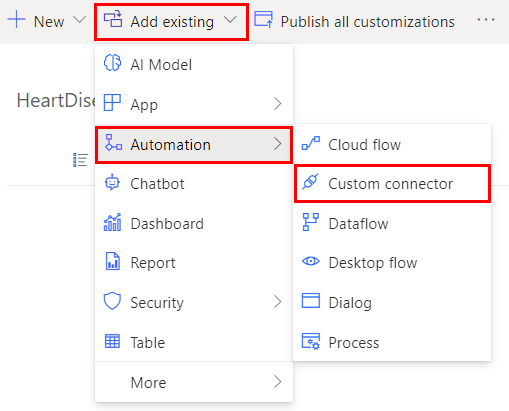 New Add existing Publish all customizations ...
AI Model
HeartDise
App
Automation
Cloud flow
Chatbot
Custom connector
Dashboard
Dataflow
Report
Desktop flow
Security
Dialog
Table
Process
More